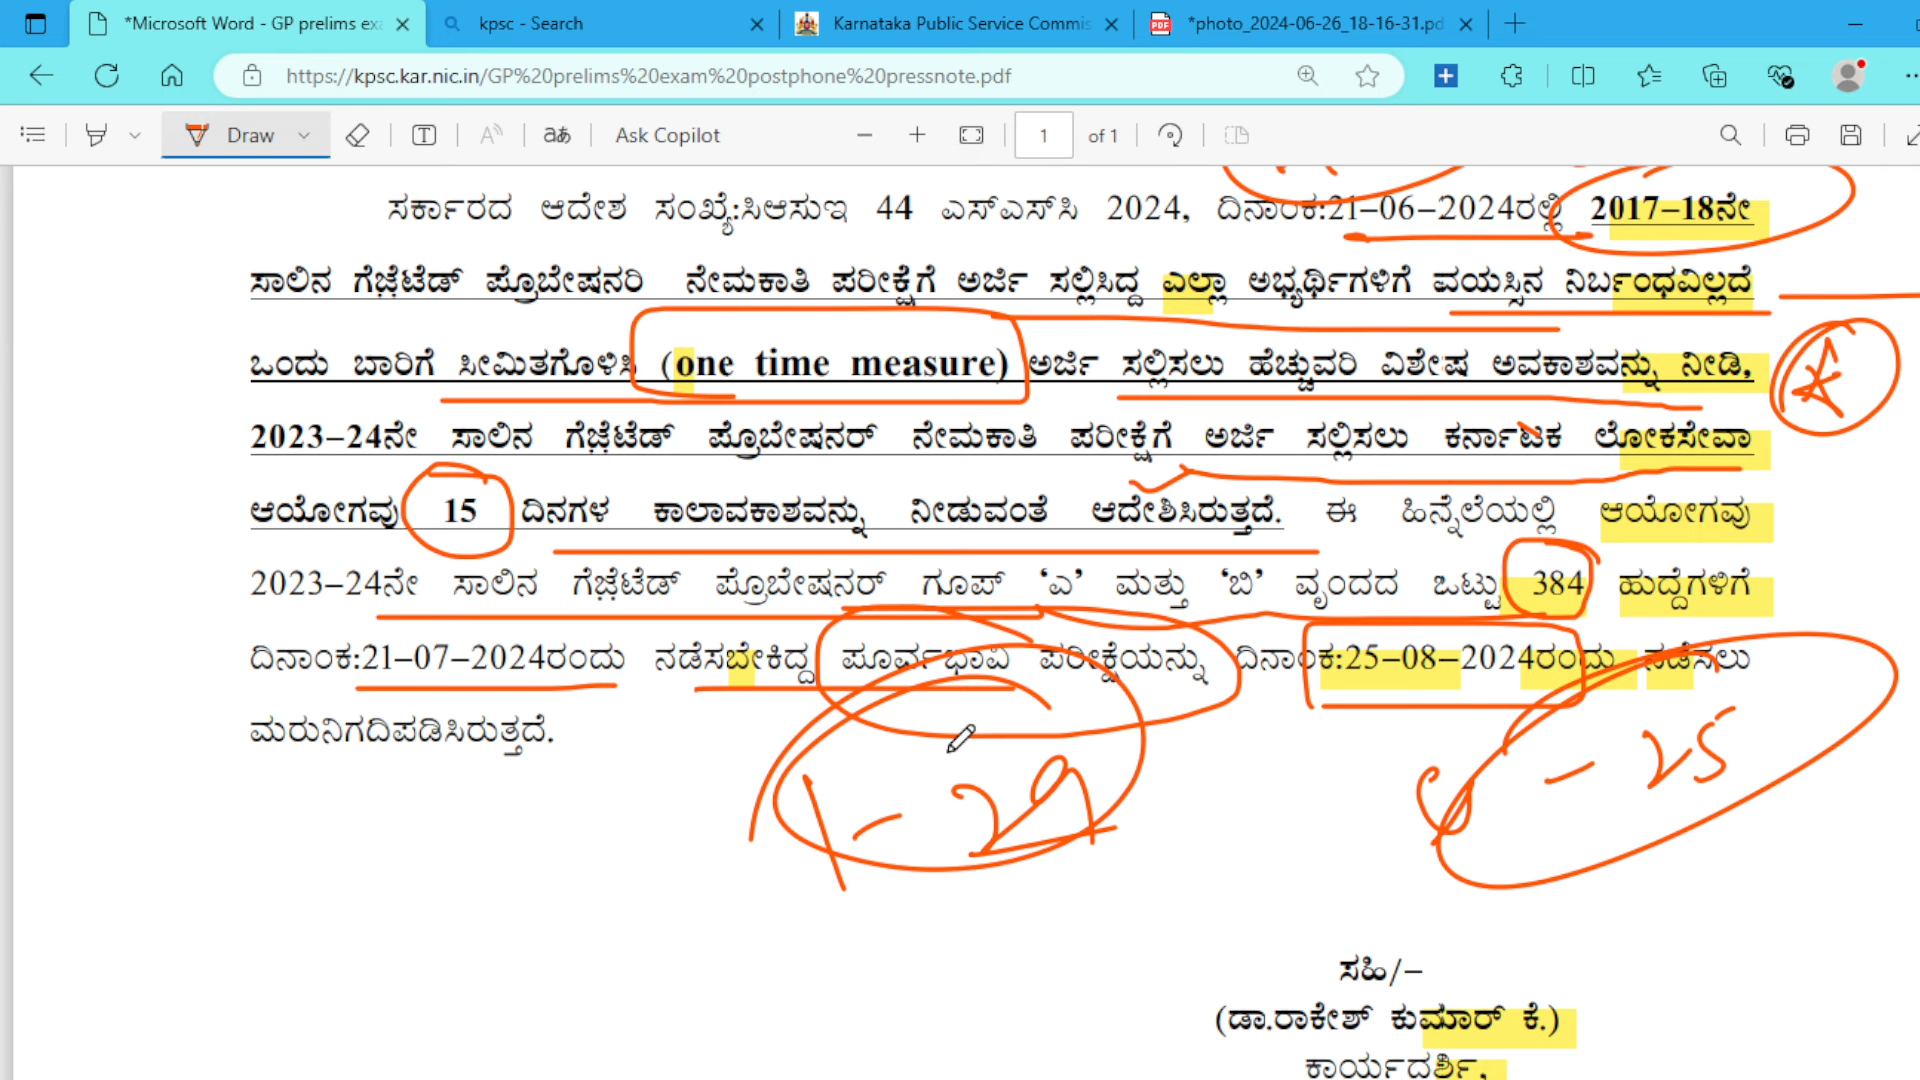 *Microsoft Word - GP prelims exa
kpsc - Search
Karnataka Public Service Commis
*photo_2024-06-26_18-16-31.pd
https://kpsc.kar.nic.in/GP%20prelims%20exam%20postphone%20pressnote.pdf
Draw
Ask Copilot
1 of 1
ಸರ್ಕಾರದ ಆದೇಶ ಸಂಖ್ಯೆ:ಸಿಆಸುಇ 44 ಎಸ್‌ಎಸ್‌ಸಿ 2024, ದಿನಾಂಕ:21–06–2024ರಲ್ಲಿ 2017–18ನೇ
ಸಾಲಿನ ಗೆಜೆಟೆಡ್ ಪ್ರೊಬೇಷನರಿ ನೇಮಕಾತಿ ಪರೀಕ್ಷೆಗೆ ಅರ್ಜಿ ಸಲ್ಲಿಸಿದ್ದ ಎಲ್ಲಾ ಅಭ್ಯರ್ಥಿಗಳಿಗೆ ವಯಸ್ಸಿನ ನಿರ್ಬಂಧವಿಲ್ಲದೆ
ಒಂದು ಬಾರಿಗೆ ಸೀಮಿತಗೊಳಿಸಿ (one time measure) ಅರ್ಜಿ ಸಲ್ಲಿಸಲು ಹೆಚ್ಚುವರಿ ವಿಶೇಷ ಅವಕಾಶವನ್ನು ನೀಡಿ,
2023–24ನೇ ಸಾಲಿನ ಗೆಜೆಟೆಡ್ ಪ್ರೊಬೇಷನರ್ ನೇಮಕಾತಿ ಪರೀಕ್ಷೆಗೆ ಅರ್ಜಿ ಸಲ್ಲಿಸಲು ಕರ್ನಾಟಕ ಲೋಕಸೇವಾ
ಆಯೋಗವು 15 ದಿನಗಳ ಕಾಲಾವಕಾಶವನ್ನು ನೀಡುವಂತೆ ಆದೇಶಿಸಿರುತ್ತದೆ. ಈ ಹಿನ್ನೆಲೆಯಲ್ಲಿ ಆಯೋಗವು
2023–24ನೇ ಸಾಲಿನ ಗೆಜೆಟೆಡ್ ಪ್ರೊಬೇಷನರ್ ಗೂಪ್ ‘ಎ’ ಮತ್ತು ‘ಬಿ’ ವೃಂದದ ಒಟ್ಟು 384 ಹುದ್ದೆಗಳಿಗೆ
ದಿನಾಂಕ:21–07–2024ರಂದು ನಡೆಸಬೇಕಿದ್ದ ಪೂರ್ವಭಾವಿ ಪರೀಕ್ಷೆಯನ್ನು ದಿನಾಂಕ:25–08–2024ರಂದು ನಡೆಸಲು
ಮರುನಿಗದಿಪಡಿಸಿರುತ್ತದೆ.
1 – 29
8 – 25
ಸಹಿ/–
(ಡಾ.ರಾಕೇಶ್ ಕುಮಾರ್ ಕೆ.)
ಕಾರ್ಯದರ್ಶಿ,